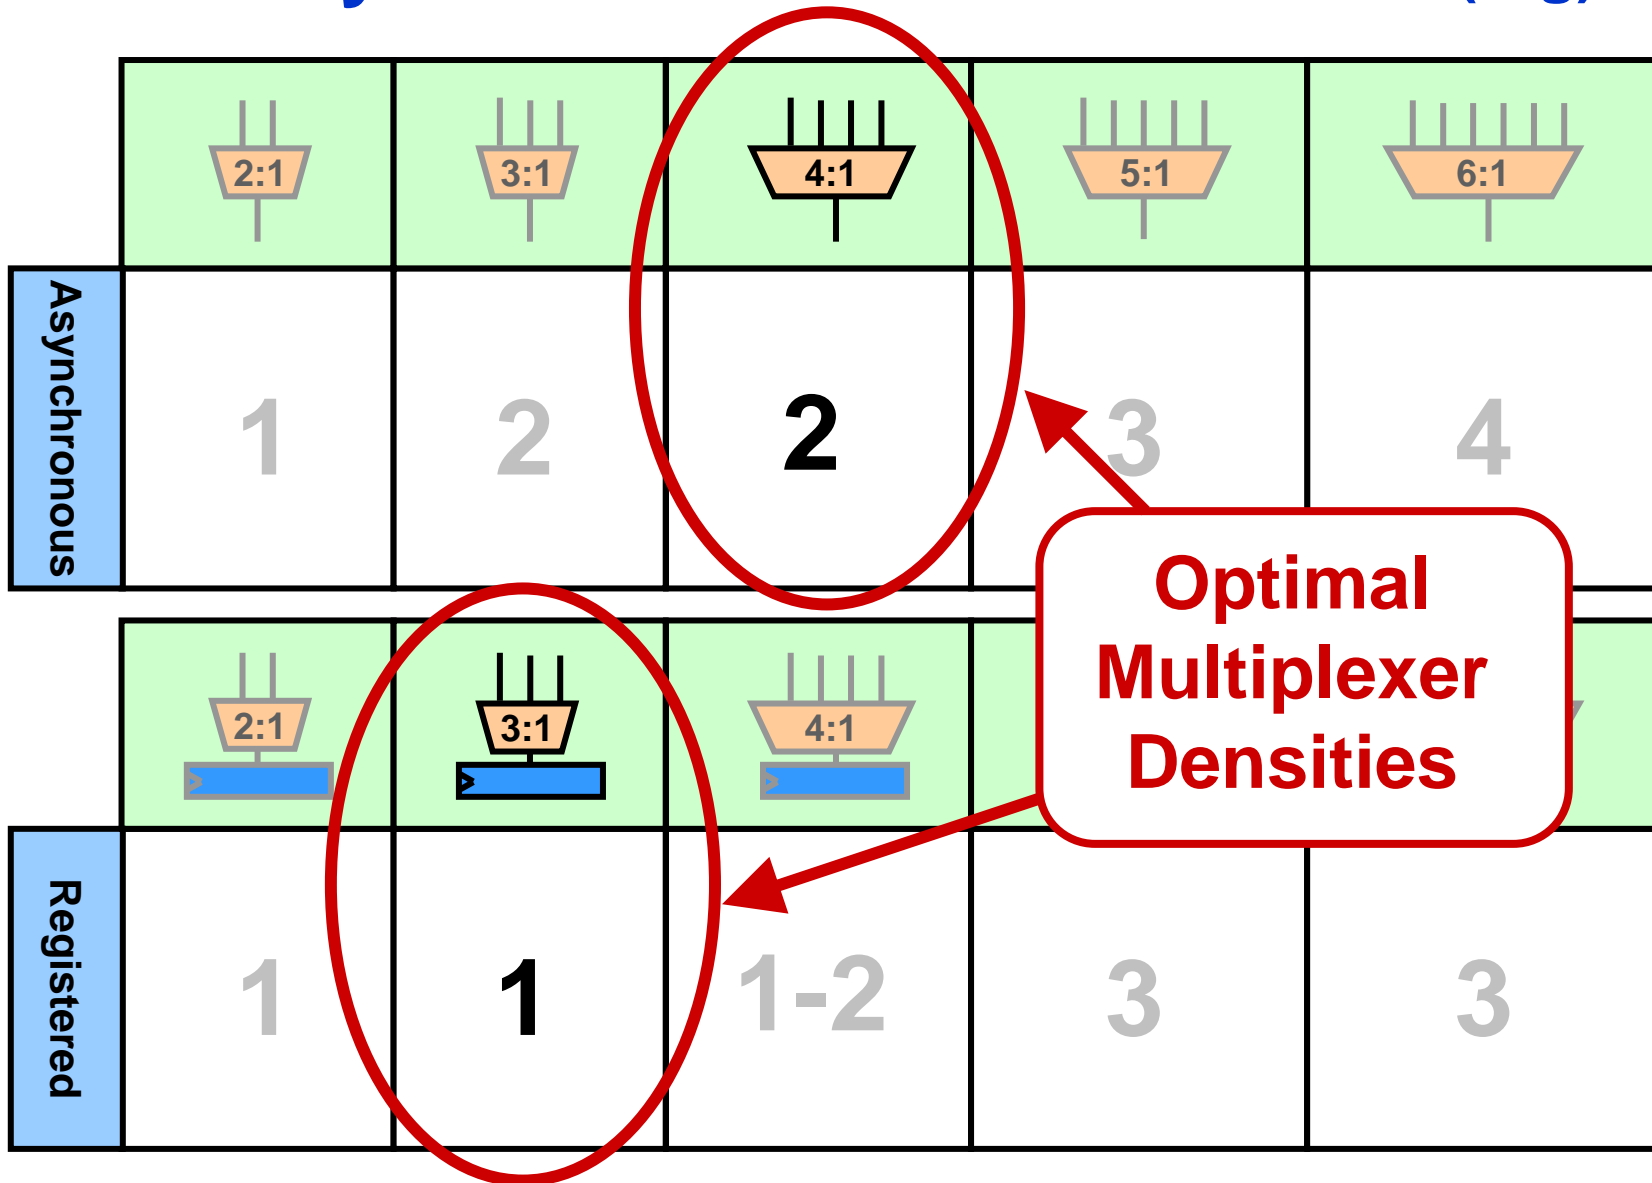 2:1 3:1 4:1 5:1 6:1
Asynchronous
1 2 2 3 4
Optimal
Multiplexer
Densities
2:1 3:1 4:1
Registered
1 1 1-2 3 3